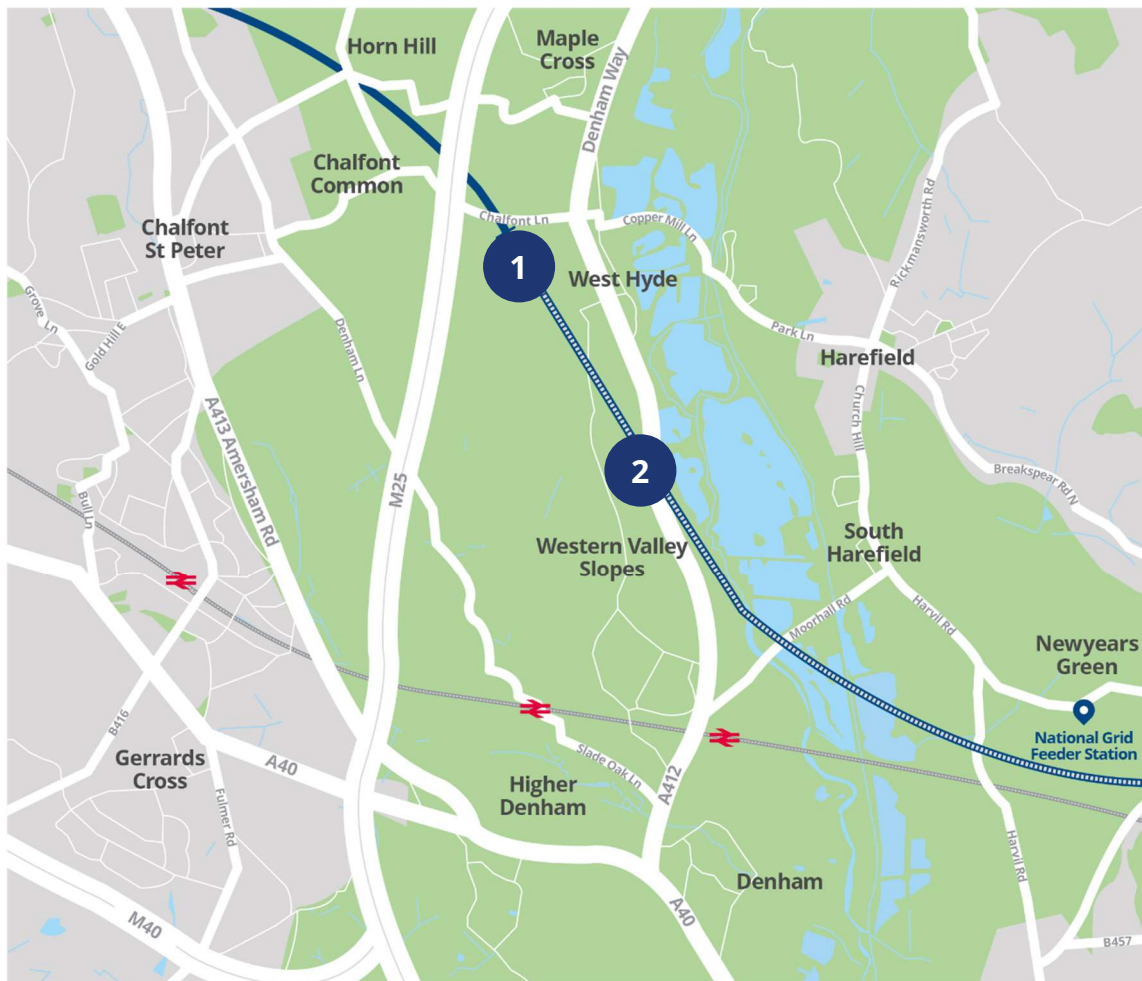 Horn Hill
Maple
Cross
Denham Way
Chalfont
Common
Chalfont Ln
Copper Mill Ln
Rickmansworth Rd
Chalfont
St Peter
1
West Hyde
Grove Ln
Gold Hill E
Denham Ln
Park Ln
Harefield
A413 Amersham Rd
Church Hill
M25
2
Breakspear Rd N
Bull Ln
Western Valley
Slopes
South
Harefield
Moorhall Rd
Harvil Rd
Newyears
Green
B416
National Grid
Feeder Station
Gerrards
Cross
A40
Slade Oak Ln
A412
Higher
Denham
Fulmer Rd
Harvil Rd
Denham
M40
A40
B457